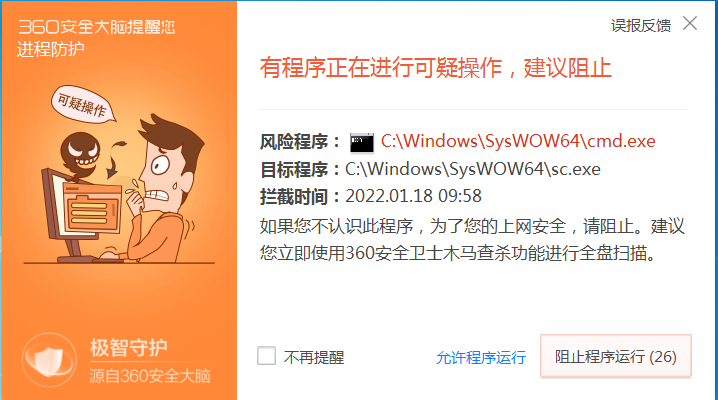 360安全大脑提醒您
进程防护
误报反馈
有程序正在进行可疑操作，建议阻止
可疑操作
风险程序： C:\Windows\SysWOW64\cmd.exe
目标程序：C:\Windows\SysWOW64\sc.exe
拦截时间：2022.01.18 09:58
如果您不认识此程序，为了您的上网安全，请阻止。建议
您立即使用360安全卫士木马查杀功能进行全盘扫描。
极智守护
源自360安全大脑
不再提醒
允许程序运行
阻止程序运行 (26)